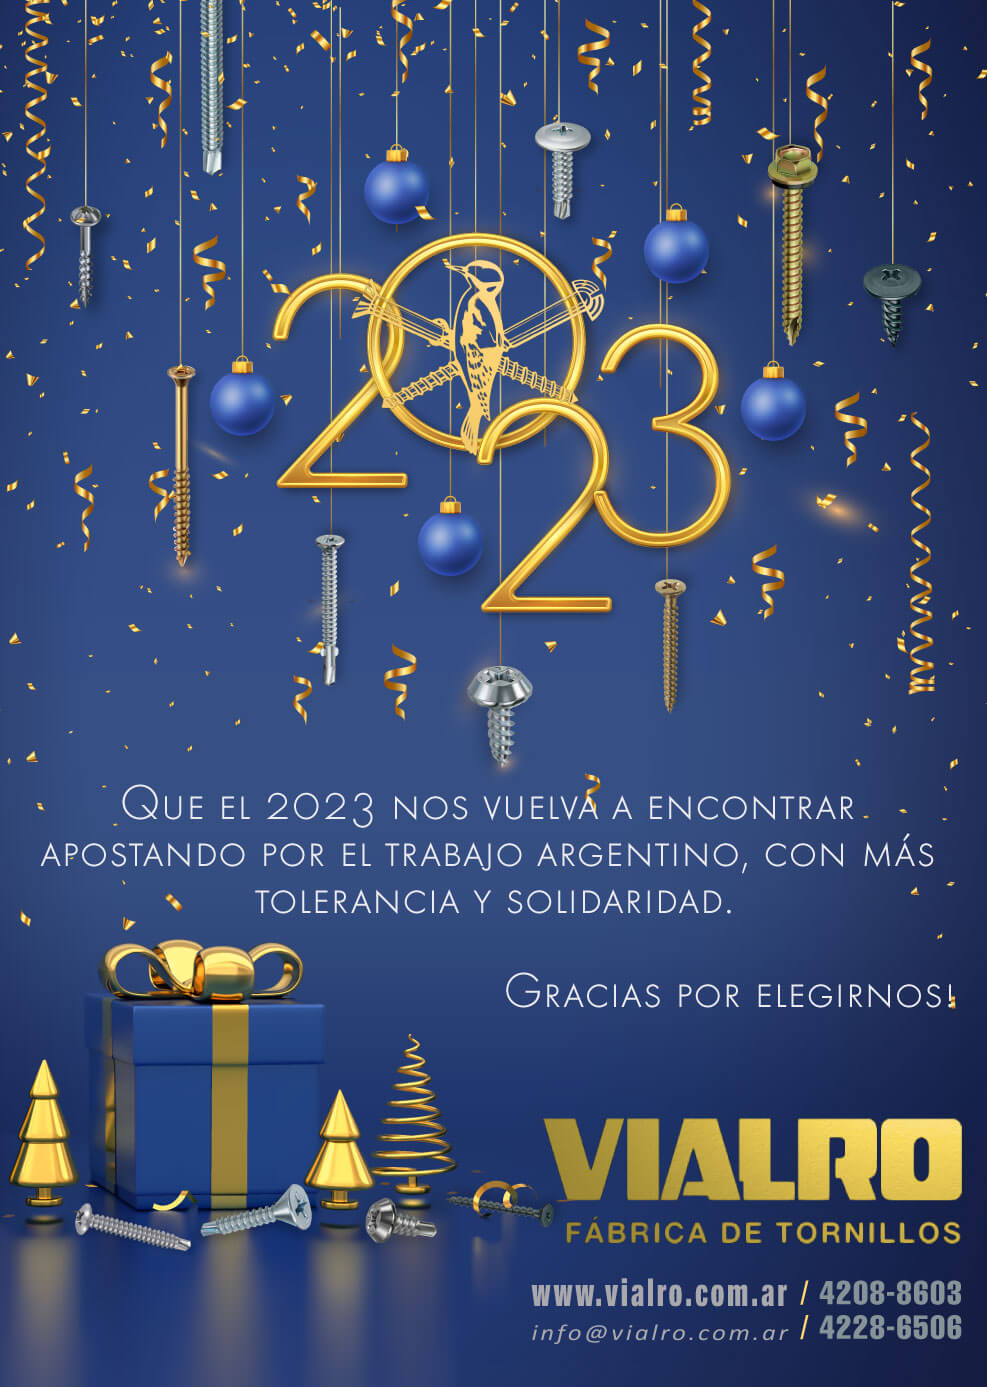 2023
Que el 2023 nos vuelva a encontrar
apostando por el trabajo argentino, con más
tolerancia y solidaridad.
Gracias por elegirnos!
VIALRO
FÁBRICA DE TORNILLOS
www.vialro.com.ar / 4208-8603
info@vialro.com.ar / 4228-6506